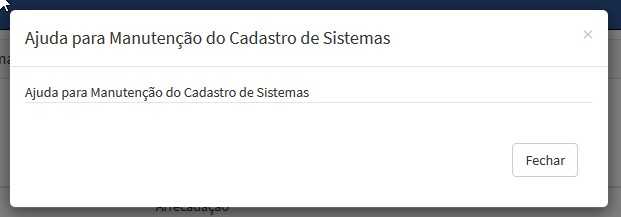 Ajuda para Manutenção do Cadastro de Sistemas
×
Ajuda para Manutenção do Cadastro de Sistemas
Fechar
Arrecadação